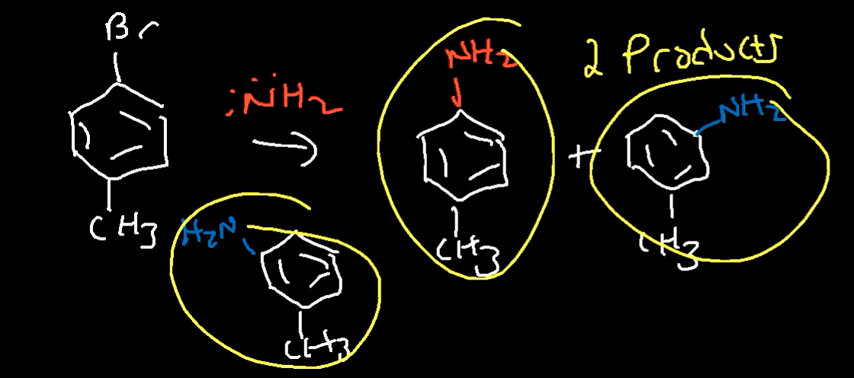 Br
:N̈H2
NH2
2 Products
NH2
+
CH3
H2N
CH3
CH3
CH3